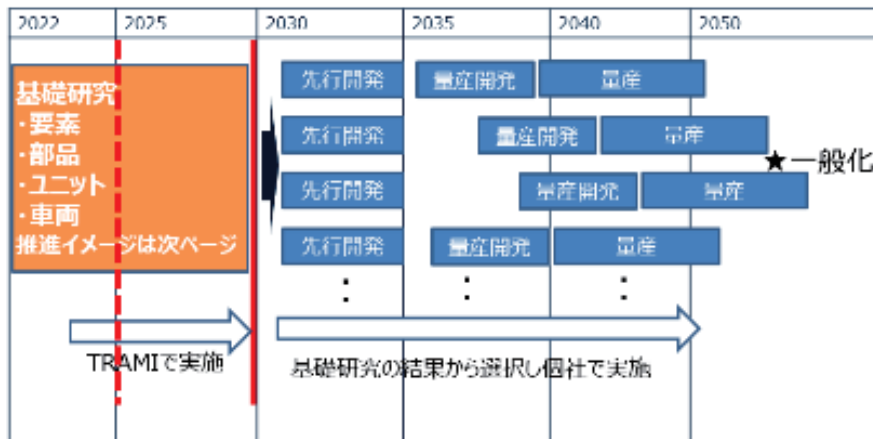 2022 2025 2030 2035 2040 2050
基礎研究
・要素
・部品
・ユニット
・車両
推進イメージは次ページ
先行開発 量産開発 量産
先行開発 量産開発 量産
★一般化
先行開発 量産開発 量産
先行開発 量産開発 量産
TRAMIで実施
基礎研究の結果から選択し個社で実施